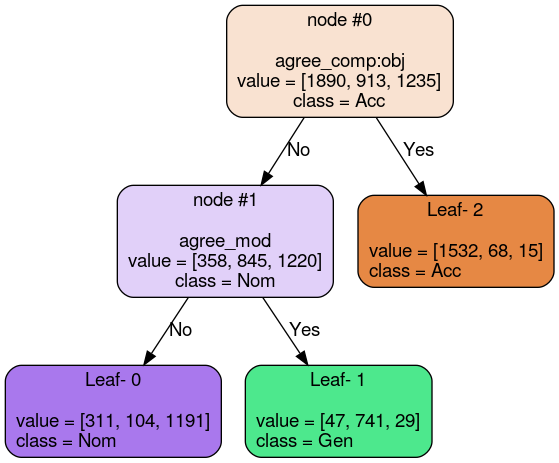 node #0
agree_comp:obj
value = [1890, 913, 1235]
class = Acc
No
Yes
node #1
agree_mod
value = [358, 845, 1220]
class = Nom
Leaf- 2
value = [1532, 68, 15]
class = Acc
No
Yes
Leaf- 0
value = [311, 104, 1191]
class = Nom
Leaf- 1
value = [47, 741, 29]
class = Gen